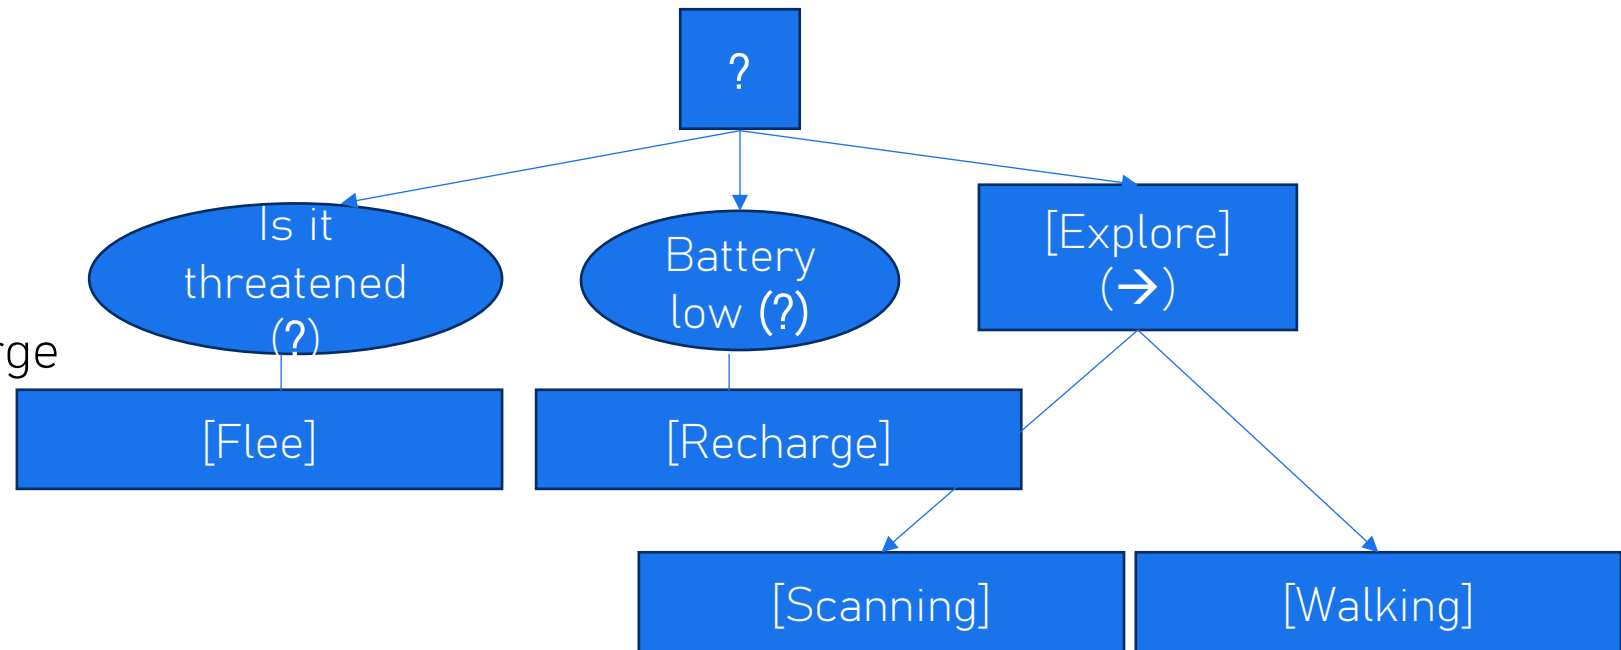 ?
Is it
threatened
(?)
Battery
low (?)
[Explore]
(→)
rge
[Flee]
[Recharge]
[Scanning]
[Walking]